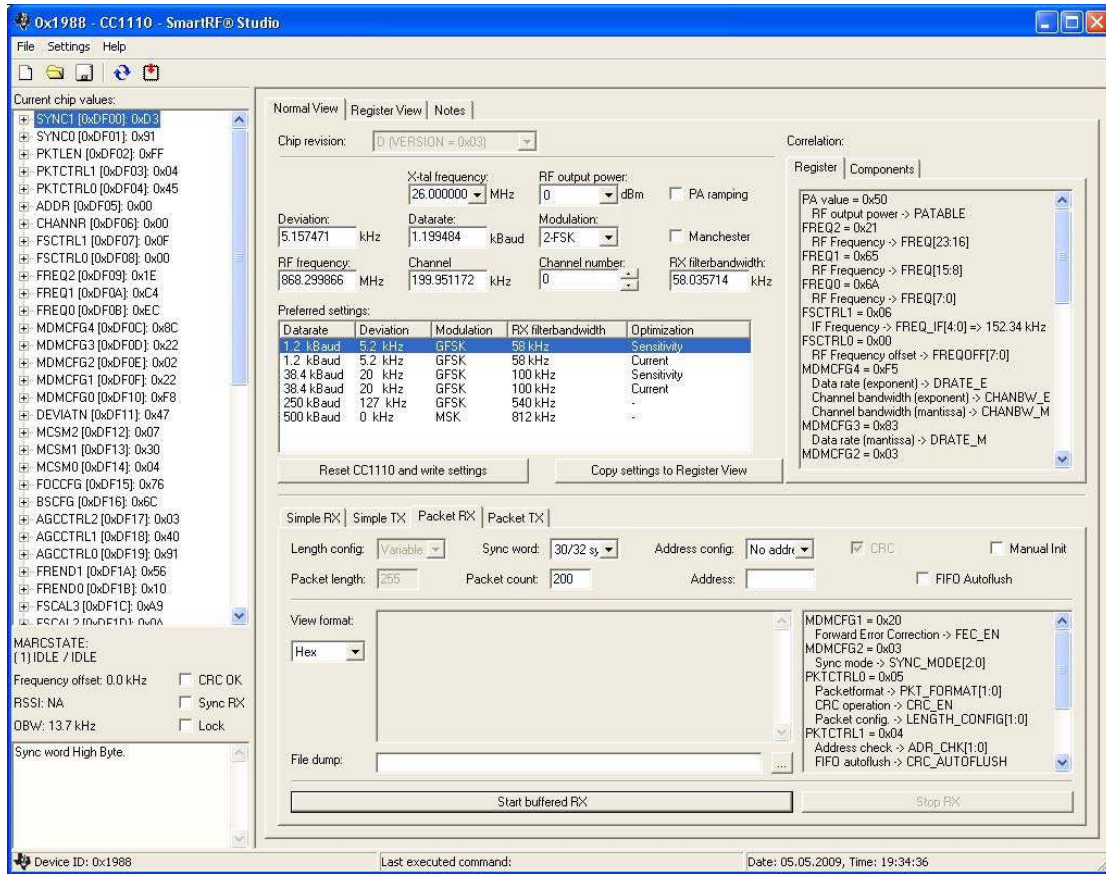 0x1988 - CC1110 - SmartRF® Studio
File Settings Help
Current chip values:
SYNC1 [0xDF00]: 0xD3
SYNC0 [0xDF01]: 0x91
PKTLEN [0xDF02]: 0xFF
PKTCTRL1 [0xDF03]: 0x04
PKTCTRL0 [0xDF04]: 0x45
ADDR [0xDF05]: 0x00
CHANNR [0xDF06]: 0x00
FSCTRL1 [0xDF07]: 0x0F
FSCTRL0 [0xDF08]: 0x00
FREQ2 [0xDF09]: 0x1E
FREQ1 [0xDF0A]: 0xC4
FREQ0 [0xDF0B]: 0xEC
MDMCFG4 [0xDF0C]: 0x8C
MDMCFG3 [0xDF0D]: 0x22
MDMCFG2 [0xDF0E]: 0x02
MDMCFG1 [0xDF0F]: 0x22
MDMCFG0 [0xDF10]: 0xF8
DEVIATN [0xDF11]: 0x47
MCSM2 [0xDF12]: 0x07
MCSM1 [0xDF13]: 0x30
MCSM0 [0xDF14]: 0x04
FOCCFG [0xDF15]: 0x76
BSCFG [0xDF16]: 0x6C
AGCCTRL2 [0xDF17]: 0x03
AGCCTRL1 [0xDF18]: 0x40
AGCCTRL0 [0xDF19]: 0x91
FREND1 [0xDF1A]: 0x56
FREND0 [0xDF1B]: 0x10
FSCAL3 [0xDF1C]: 0xA9
FSCAL2 [0xDF1D]: 0x0A
MARCSTATE:
(1) IDLE / IDLE
Frequency offset: 0.0 kHz CRC OK
RSSI: NA Sync RX
OBW: 13.7 kHz Lock
Sync word High Byte.
Normal View Register View Notes
Chip revision: D (VERSION = 0x03)
X-tal frequency: RF output power:
26.000000 MHz 0 dBm PA ramping
Deviation: Datarate: Modulation:
5.157471 kHz 1.199484 kBaud 2-FSK Manchester
RF frequency: Channel Channel number: RX filterbandwidth:
868.299866 MHz 199.951172 kHz 0 58.035714 kHz
Preferred settings:
Datarate Deviation Modulation RX filterbandwidth Optimization
1.2 kBaud 5.2 kHz GFSK 58 kHz Sensitivity
1.2 kBaud 5.2 kHz GFSK 58 kHz Current
38.4 kBaud 20 kHz GFSK 100 kHz Sensitivity
38.4 kBaud 20 kHz GFSK 100 kHz Current
250 kBaud 127 kHz GFSK 540 kHz -
500 kBaud 0 kHz MSK 812 kHz -
Reset CC1110 and write settings Copy settings to Register View
Correlation:
Register Components
PA value = 0x50
RF output power -> PATABLE
FREQ2 = 0x21
RF Frequency -> FREQ[23:16]
FREQ1 = 0x65
RF Frequency -> FREQ[15:8]
FREQ0 = 0x6A
RF Frequency -> FREQ[7:0]
FSCTRL1 = 0x06
IF Frequency -> FREQ_IF[4:0] => 152.34 kHz
FSCTRL0 = 0x00
RF Frequency offset -> FREQOFF[7:0]
MDMCFG4 = 0xF5
Data rate (exponent) -> DRATE_E
Channel bandwidth (exponent) -> CHANBW_E
Channel bandwidth (mantissa) -> CHANBW_M
MDMCFG3 = 0x83
Data rate (mantissa) -> DRATE_M
MDMCFG2 = 0x03
Simple RX Simple TX Packet RX Packet TX
Length config: Variable Sync word: 30/32 sy Address config: No addre CRC Manual Init
Packet length: 255 Packet count: 200 Address: FIFO Autoflush
View format:
Hex
File dump: ...
MDMCFG1 = 0x20
Forward Error Correction -> FEC_EN
MDMCFG2 = 0x03
Sync mode -> SYNC_MODE[2:0]
PKTCTRL0 = 0x05
Packetformat -> PKT_FORMAT[1:0]
CRC operation -> CRC_EN
Packet config. -> LENGTH_CONFIG[1:0]
PKTCTRL1 = 0x04
Address check -> ADR_CHK[1:0]
FIFO autoflush -> CRC_AUTOFLUSH
Start buffered RX Stop RX
Device ID: 0x1988 Last executed command: Date: 05.05.2009, Time: 19:34:36